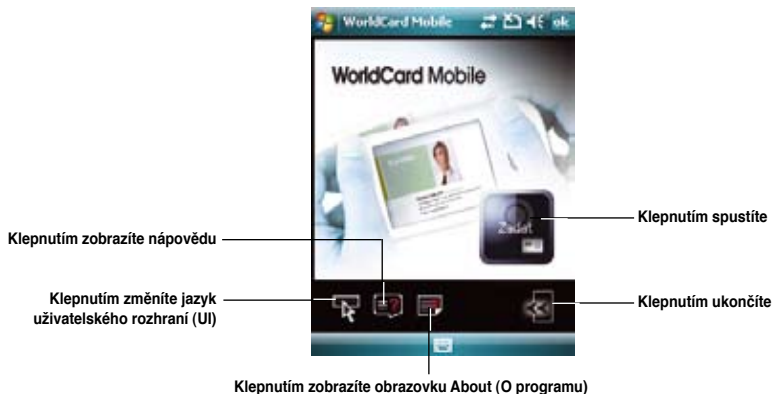 WorldCard Mobile
ok
WorldCard Mobile
Klepnutím spustíte
Klepnutím zobrazíte nápovědu
Klepnutím změníte jazyk
uživatelského rozhraní (UI)
Klepnutím ukončíte
Klepnutím zobrazíte obrazovku About (O programu)